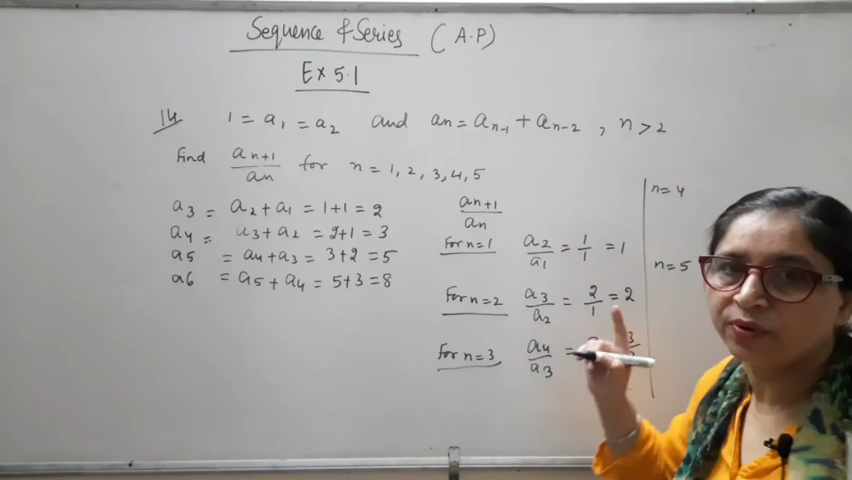 Sequence & Series (A.P)
Ex 5.1
14 1 = a₁ = a₂ and an = aₙ₋₁ + aₙ₋₂ , n > 2
Find aₙ₊₁/an for n = 1, 2, 3, 4, 5
a₃ = a₂ + a₁ = 1+1 = 2
a₄ = a₃ + a₂ = 2+1 = 3
a₅ = a₄ + a₃ = 3+2 = 5
a₆ = a₅ + a₄ = 5+3 = 8
aₙ₊₁/an
For n=1 a₂/a₁ = 1/1 = 1
For n=2 a₃/a₂ = 2/1 = 2
For n=3 a₄/a₃ =
n=4
n=5